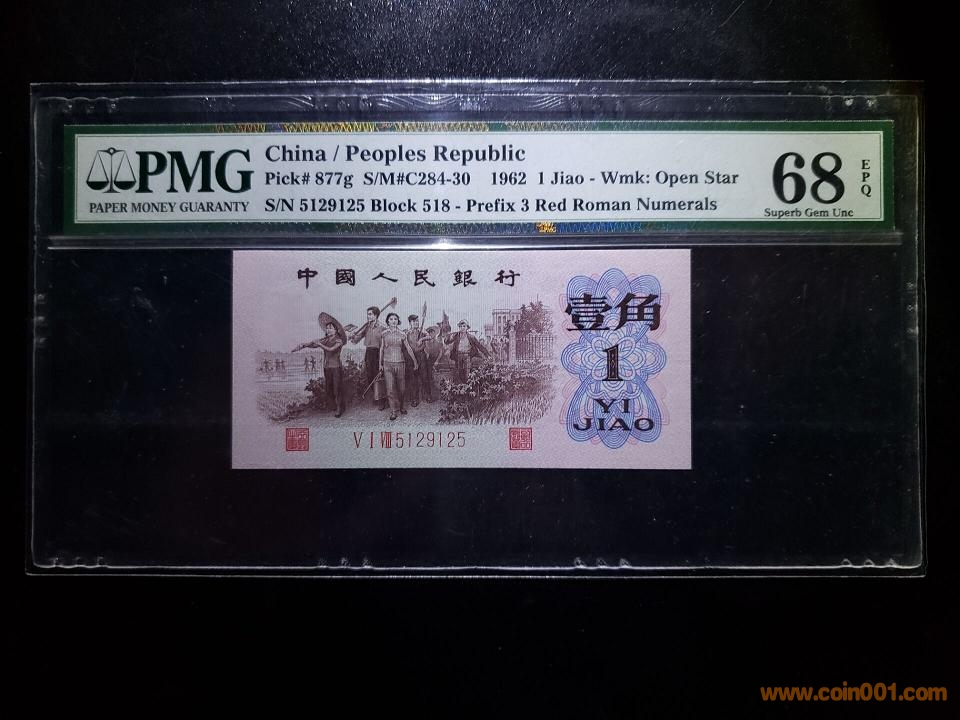 PMG
PAPER MONEY GUARANTY
China / Peoples Republic
Pick# 877g S/M#C284-30 1962 1 Jiao - Wmk: Open Star
S/N 5129125 Block 518 - Prefix 3 Red Roman Numerals
68 EPQ
Superb Gem Unc
中國人民銀行
壹角
1
YI
JIAO
V I VIII 5129125
www.coin001.com